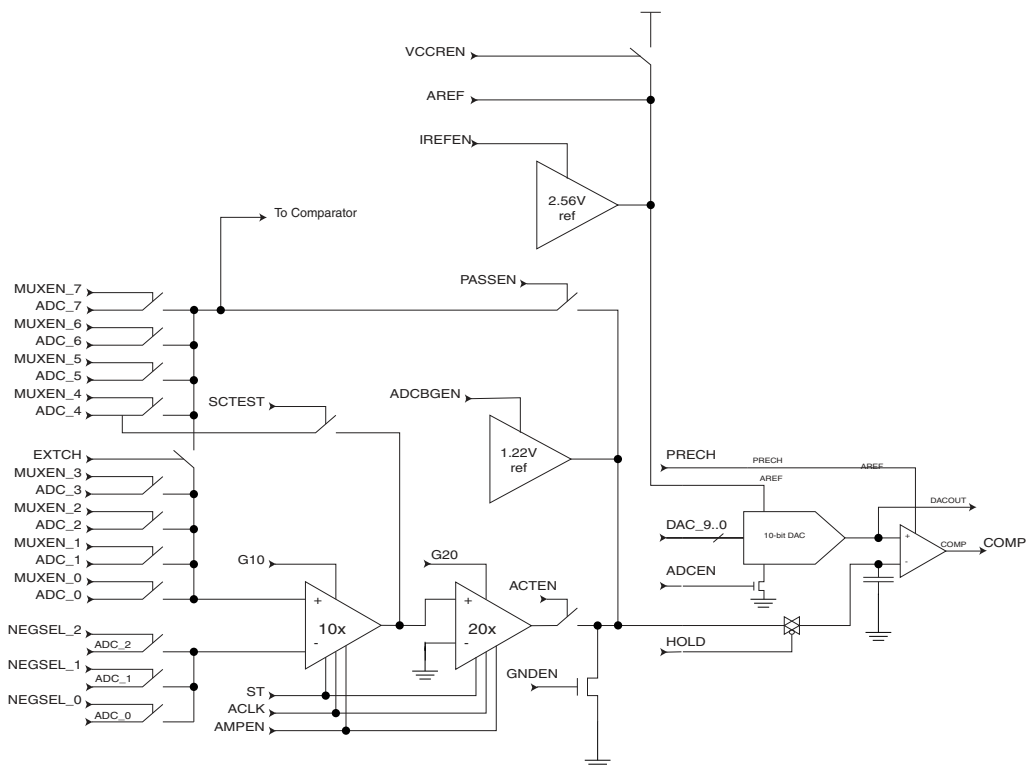 VCCREN
AREF
IREFEN
2.56V
ref
To Comparator
PASSEN
MUXEN_7
ADC_7
MUXEN_6
ADC_6
MUXEN_5
ADC_5
MUXEN_4
ADC_4
SCTEST
ADCBGEN
1.22V
ref
EXTCH
MUXEN_3
ADC_3
MUXEN_2
ADC_2
MUXEN_1
ADC_1
MUXEN_0
ADC_0
PRECH
PRECH
AREF
AREF
DACOUT
DAC_9..0
10-bit DAC
+
-
COMP
COMP
ADCEN
G10
G20
ACTEN
+
10x
-
+
20x
-
HOLD
NEGSEL_2
ADC_2
NEGSEL_1
ADC_1
NEGSEL_0
ADC_0
GNDEN
ST
ACLK
AMPEN